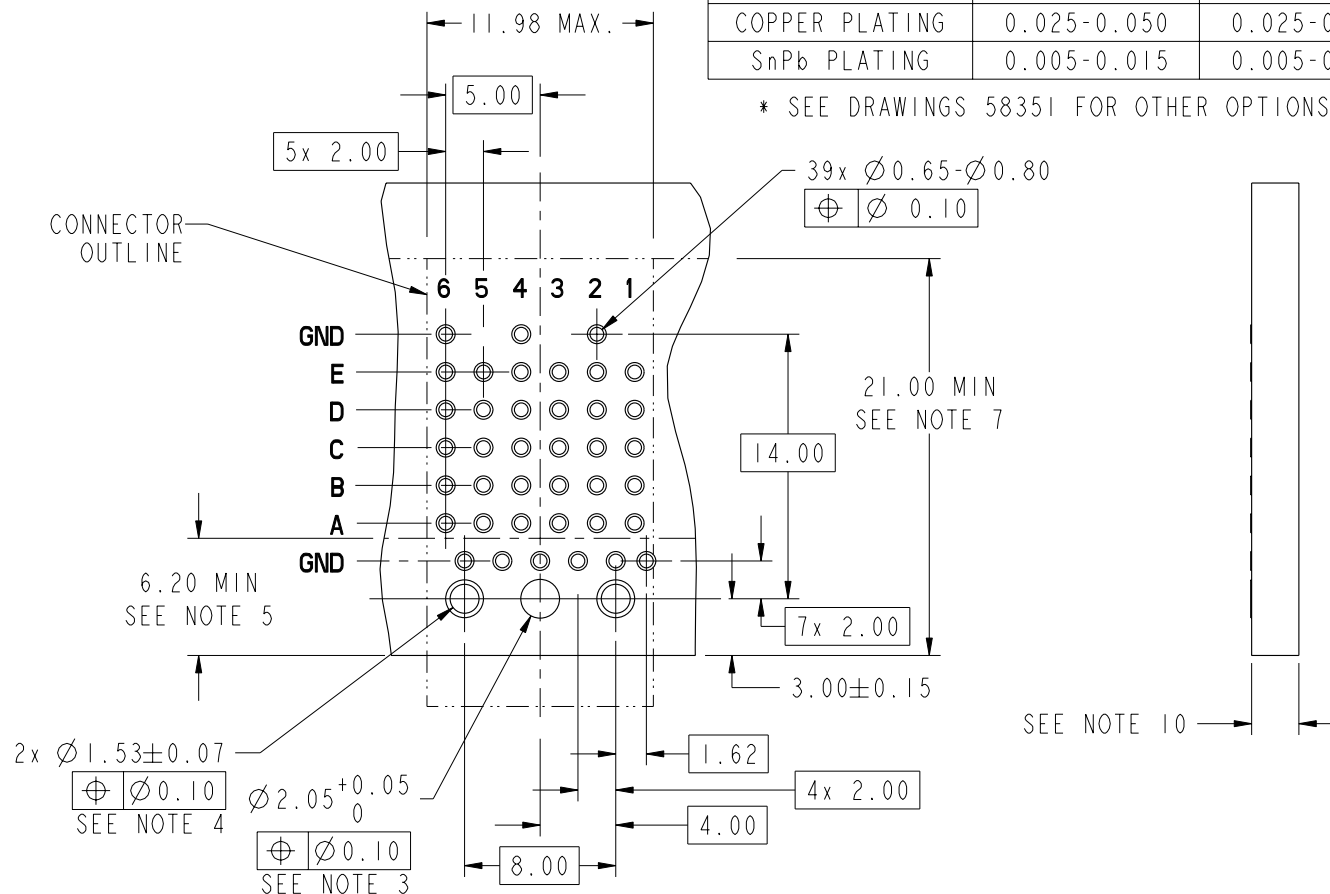 11.98 MAX.
COPPER PLATING 0.025-0.050 0.025-0
SnPb PLATING 0.005-0.015 0.005-0
* SEE DRAWINGS 58351 FOR OTHER OPTIONS
5.00
5x 2.00
39x Ø0.65-Ø0.80
⌖ Ø 0.10
CONNECTOR
OUTLINE
6 5 4 3 2 1
GND
E
D
C
B
A
GND
21.00 MIN
SEE NOTE 7
14.00
6.20 MIN
SEE NOTE 5
7x 2.00
3.00±0.15
SEE NOTE 10
2x Ø1.53±0.07
⌖ Ø0.10
SEE NOTE 4
Ø2.05 +0.05
0
⌖ Ø0.10
SEE NOTE 3
1.62
4x 2.00
4.00
8.00